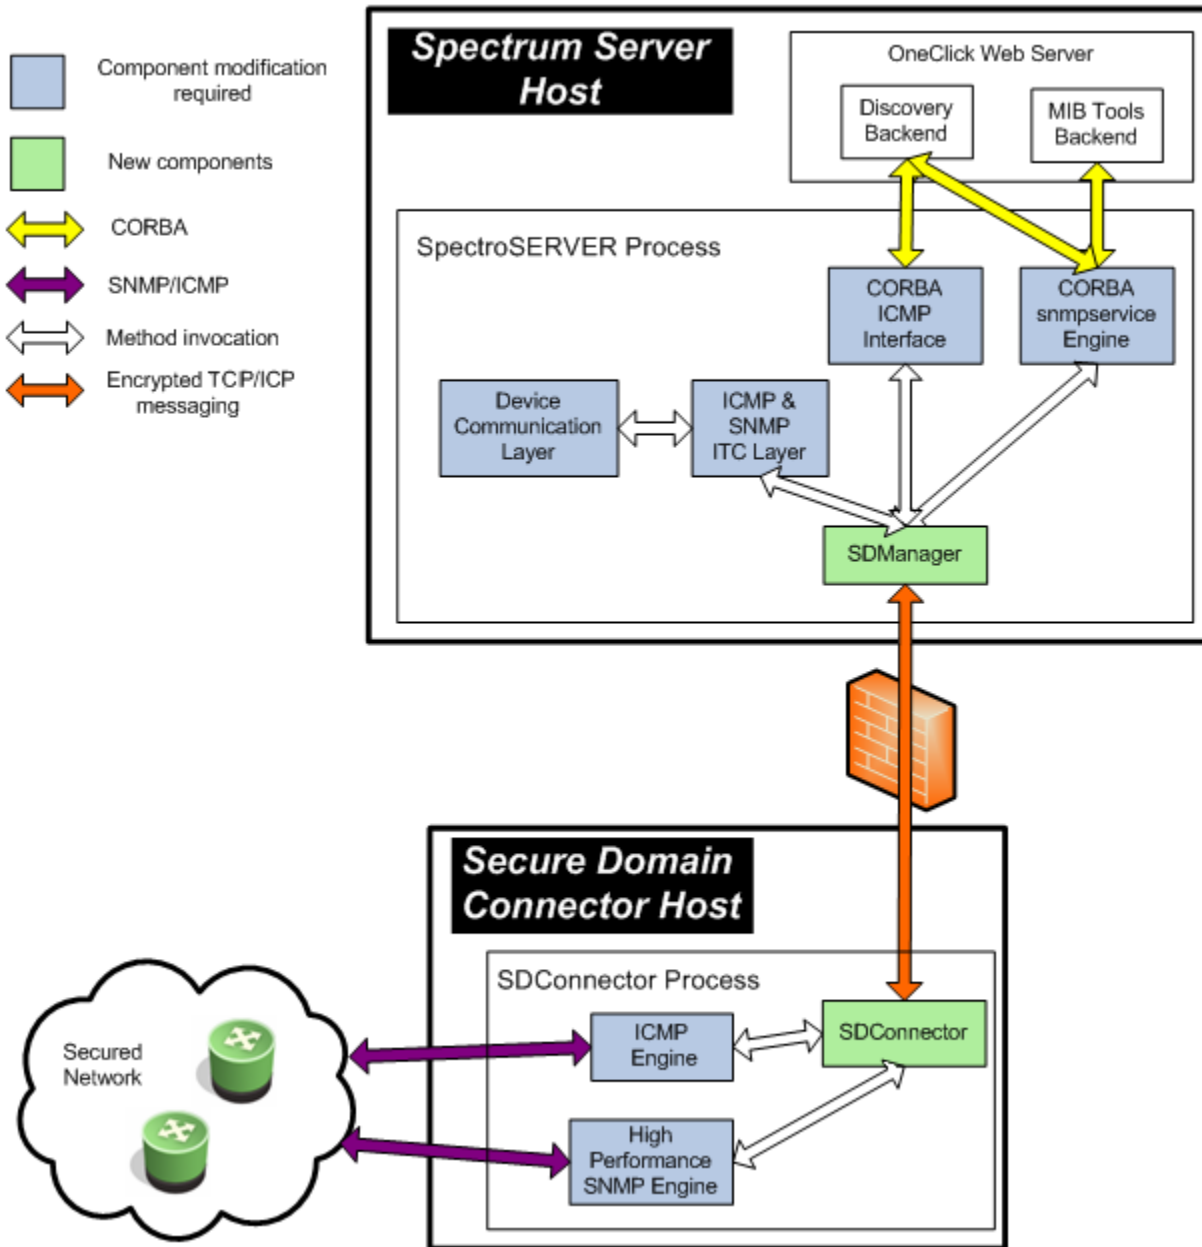 Component modification
required
New components
CORBA
SNMP/ICMP
Method invocation
Encrypted TCIP/ICP
messaging
Spectrum Server
Host
OneClick Web Server
Discovery
Backend
MIB Tools
Backend
SpectroSERVER Process
CORBA
ICMP
Interface
CORBA
snmpservice
Engine
Device
Communication
Layer
ICMP &
SNMP
ITC Layer
SDManager
Secure Domain
Connector Host
SDConnector Process
ICMP
Engine
SDConnector
High
Performance
SNMP Engine
Secured
Network